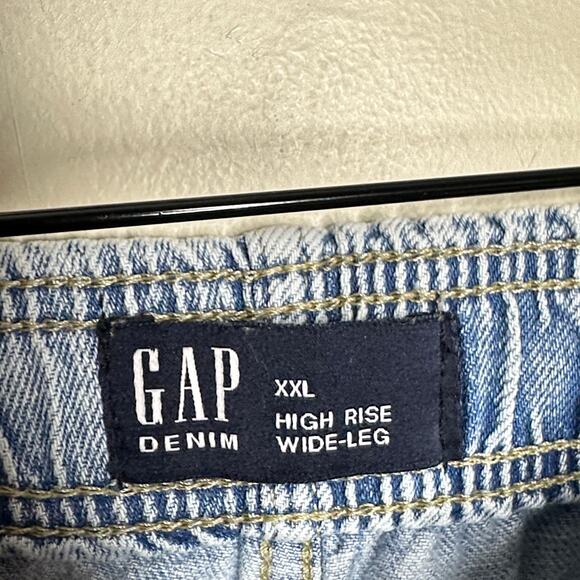 GAP
DENIM
XXL
HIGH RISE
WIDE-LEG